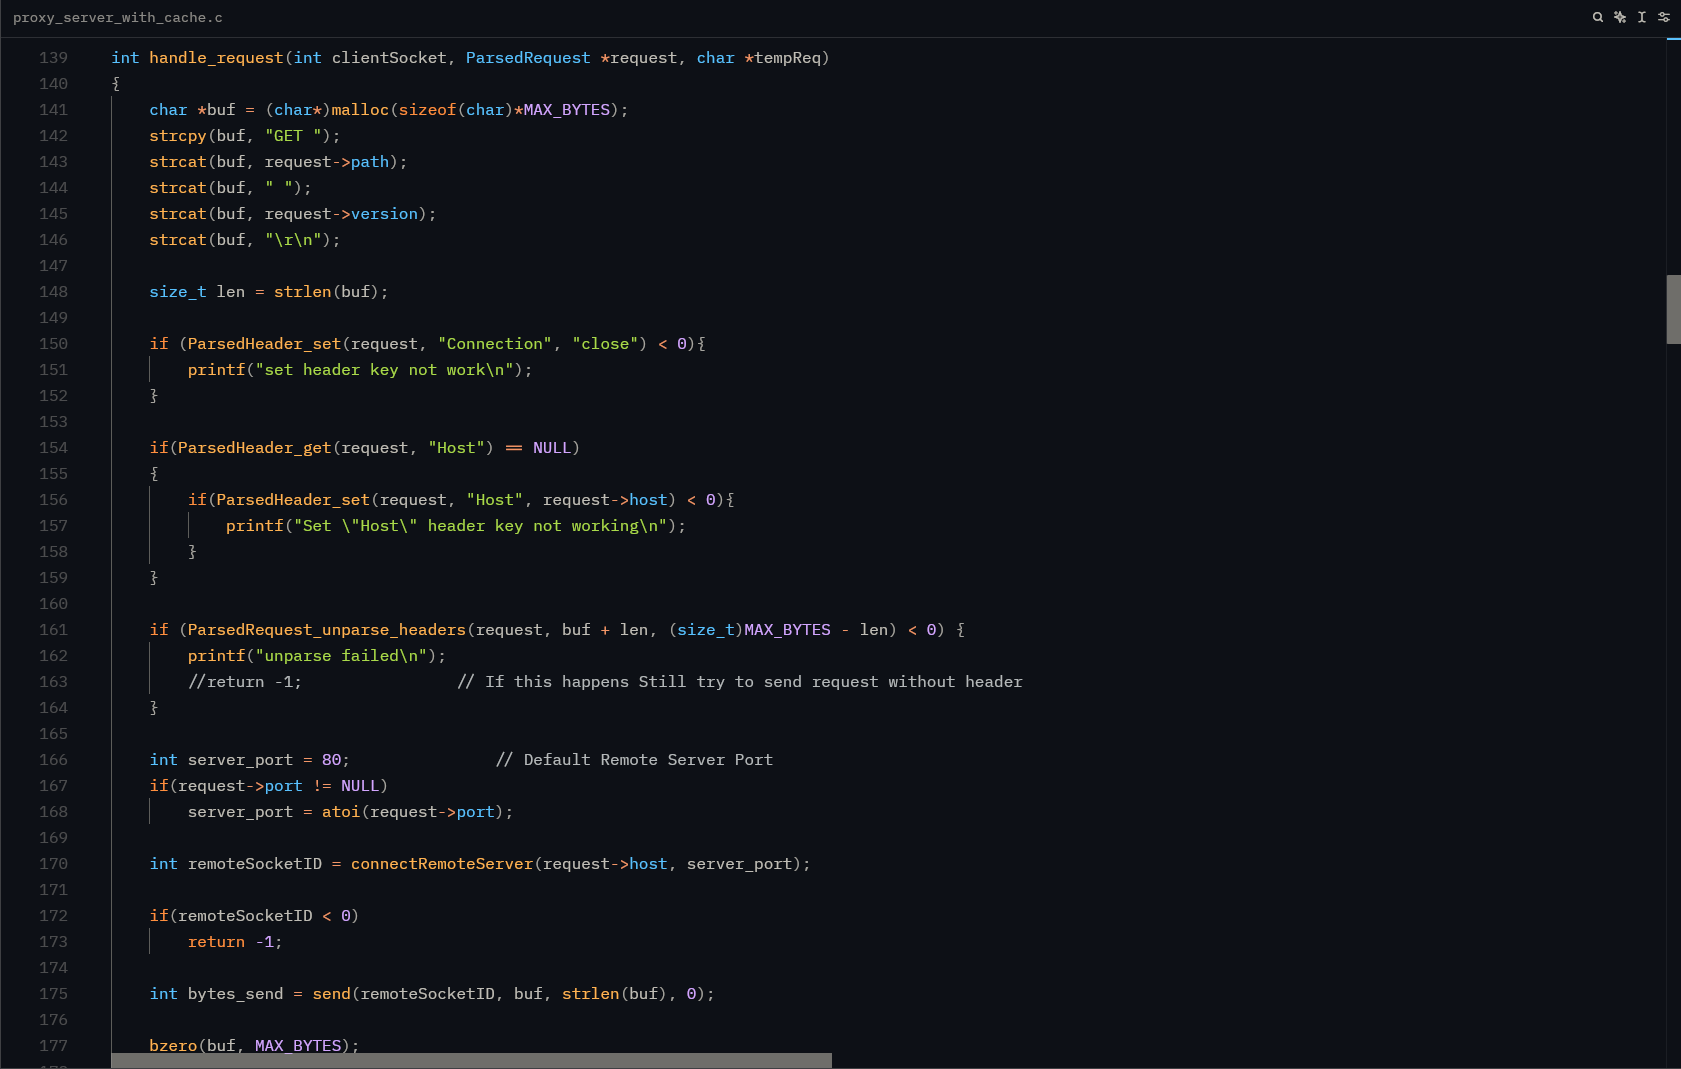 proxy_server_with_cache.c
139 int handle_request(int clientSocket, ParsedRequest *request, char *tempReq)
140 {
141     char *buf = (char*)malloc(sizeof(char)*MAX_BYTES);
142     strcpy(buf, "GET ");
143     strcat(buf, request->path);
144     strcat(buf, " ");
145     strcat(buf, request->version);
146     strcat(buf, "\r\n");
147
148     size_t len = strlen(buf);
149
150     if (ParsedHeader_set(request, "Connection", "close") < 0){
151         printf("set header key not work\n");
152     }
153
154     if(ParsedHeader_get(request, "Host") == NULL)
155     {
156         if(ParsedHeader_set(request, "Host", request->host) < 0){
157             printf("Set \"Host\" header key not working\n");
158         }
159     }
160
161     if (ParsedRequest_unparse_headers(request, buf + len, (size_t)MAX_BYTES - len) < 0) {
162         printf("unparse failed\n");
163         //return -1;                // If this happens Still try to send request without header
164     }
165
166     int server_port = 80;               // Default Remote Server Port
167     if(request->port != NULL)
168         server_port = atoi(request->port);
169
170     int remoteSocketID = connectRemoteServer(request->host, server_port);
171
172     if(remoteSocketID < 0)
173         return -1;
174
175     int bytes_send = send(remoteSocketID, buf, strlen(buf), 0);
176
177     bzero(buf, MAX_BYTES);